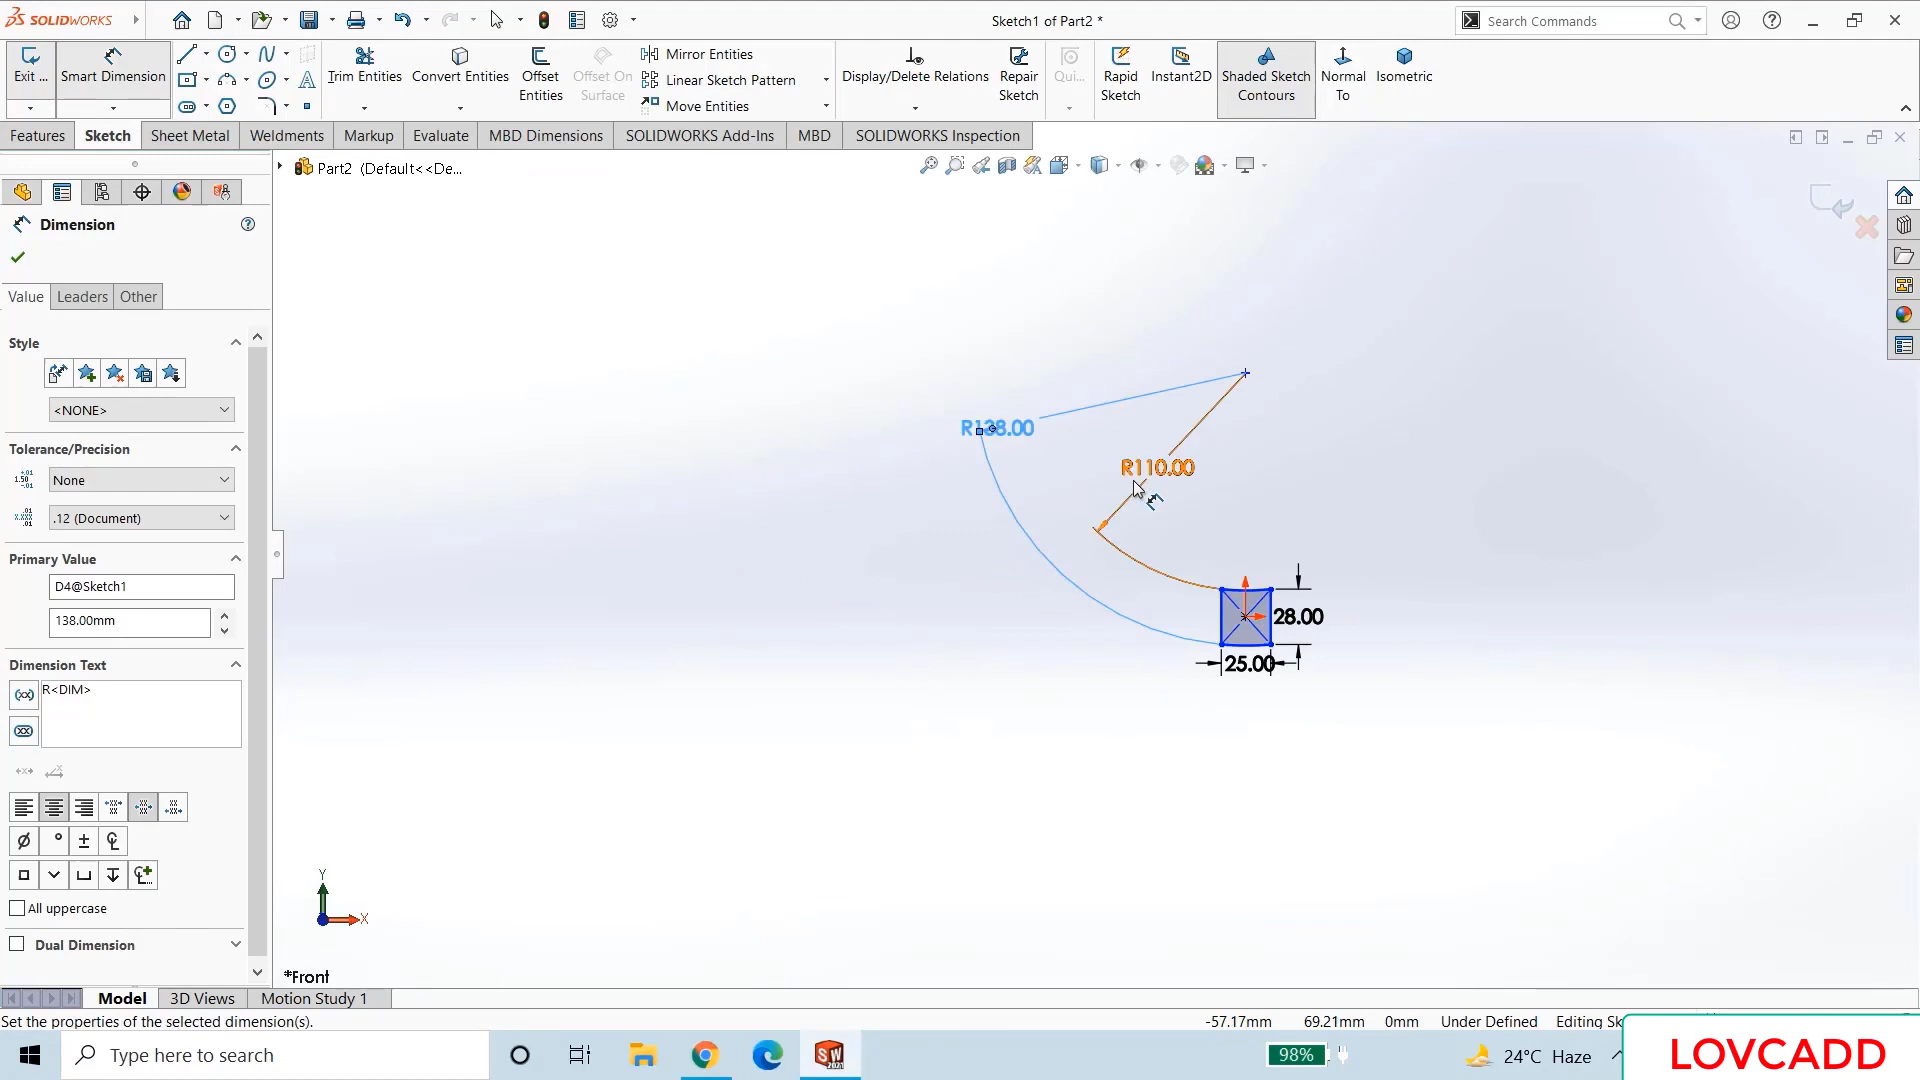 SOLIDWORKS
Sketch1 of Part2 *
Search Commands
Exit ...
Smart Dimension
Trim Entities
Convert Entities
Offset Entities
Offset On Surface
Mirror Entities
Linear Sketch Pattern
Move Entities
Display/Delete Relations
Repair Sketch
Qui...
Rapid Sketch
Instant2D
Shaded Sketch Contours
Normal To
Isometric
Features
Sketch
Sheet Metal
Weldments
Markup
Evaluate
MBD Dimensions
SOLIDWORKS Add-Ins
MBD
SOLIDWORKS Inspection
Part2 (Default<<De...
Dimension
Value
Leaders
Other
Style
<NONE>
Tolerance/Precision
None
.12 (Document)
Primary Value
D4@Sketch1
138.00mm
Dimension Text
R<DIM>
All uppercase
Dual Dimension
R138.00
R110.00
28.00
25.00
Y
X
*Front
Model
3D Views
Motion Study 1
Set the properties of the selected dimension(s).
-57.17mm
69.21mm
0mm
Under Defined
Editing Sk
Type here to search
98%
24°C Haze
LOVCADD